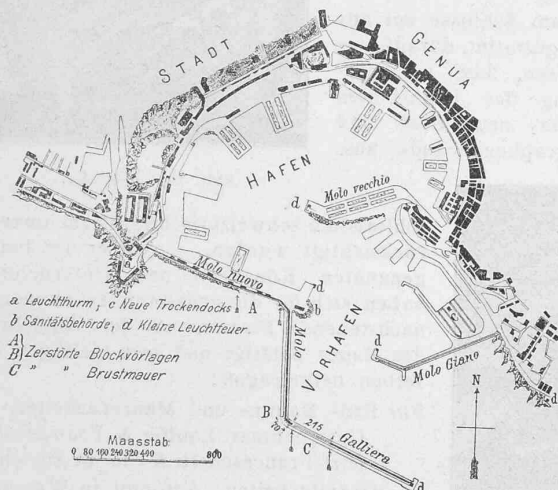 STADT GENUA
HAFEN
Molo vecchio
d
a
Molo nuovo
A
d
b
VORHAFEN
Molo
Galliera
d
Molo Giano
c
d
N
B
204
215
C
d
a Leuchtthurm, c Neue Trockendocks
b Sanitätsbehörde, d Kleine Leuchtfeuer.
A
B Zerstörte Blockvorlagen
C " " Brustmauer
Maasstab
0 80 160 240 320 400 800